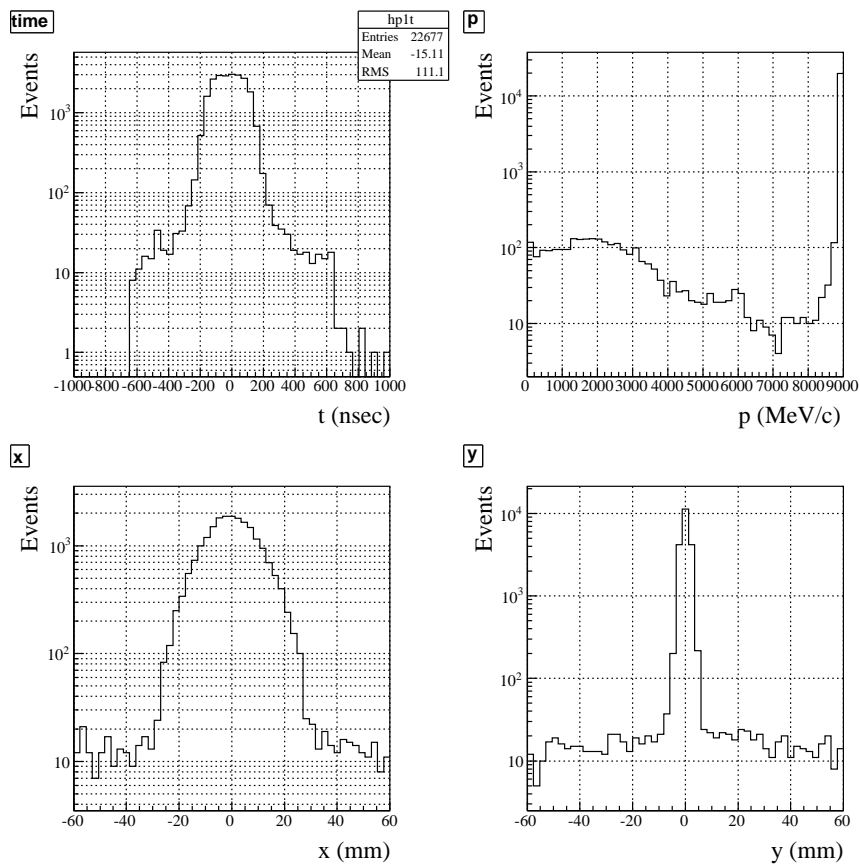 time
hp1t
Entries 22677
Mean -15.11
RMS 111.1
Events
10³
10²
10
1
-1000 -800 -600 -400 -200 0 200 400 600 800 1000
t (nsec)
p
Events
10⁴
10³
10²
10
0 1000 2000 3000 4000 5000 6000 7000 8000 9000
p (MeV/c)
x
Events
10³
10²
10
-60 -40 -20 0 20 40 60
x (mm)
y
Events
10⁴
10³
10²
10
-60 -40 -20 0 20 40 60
y (mm)